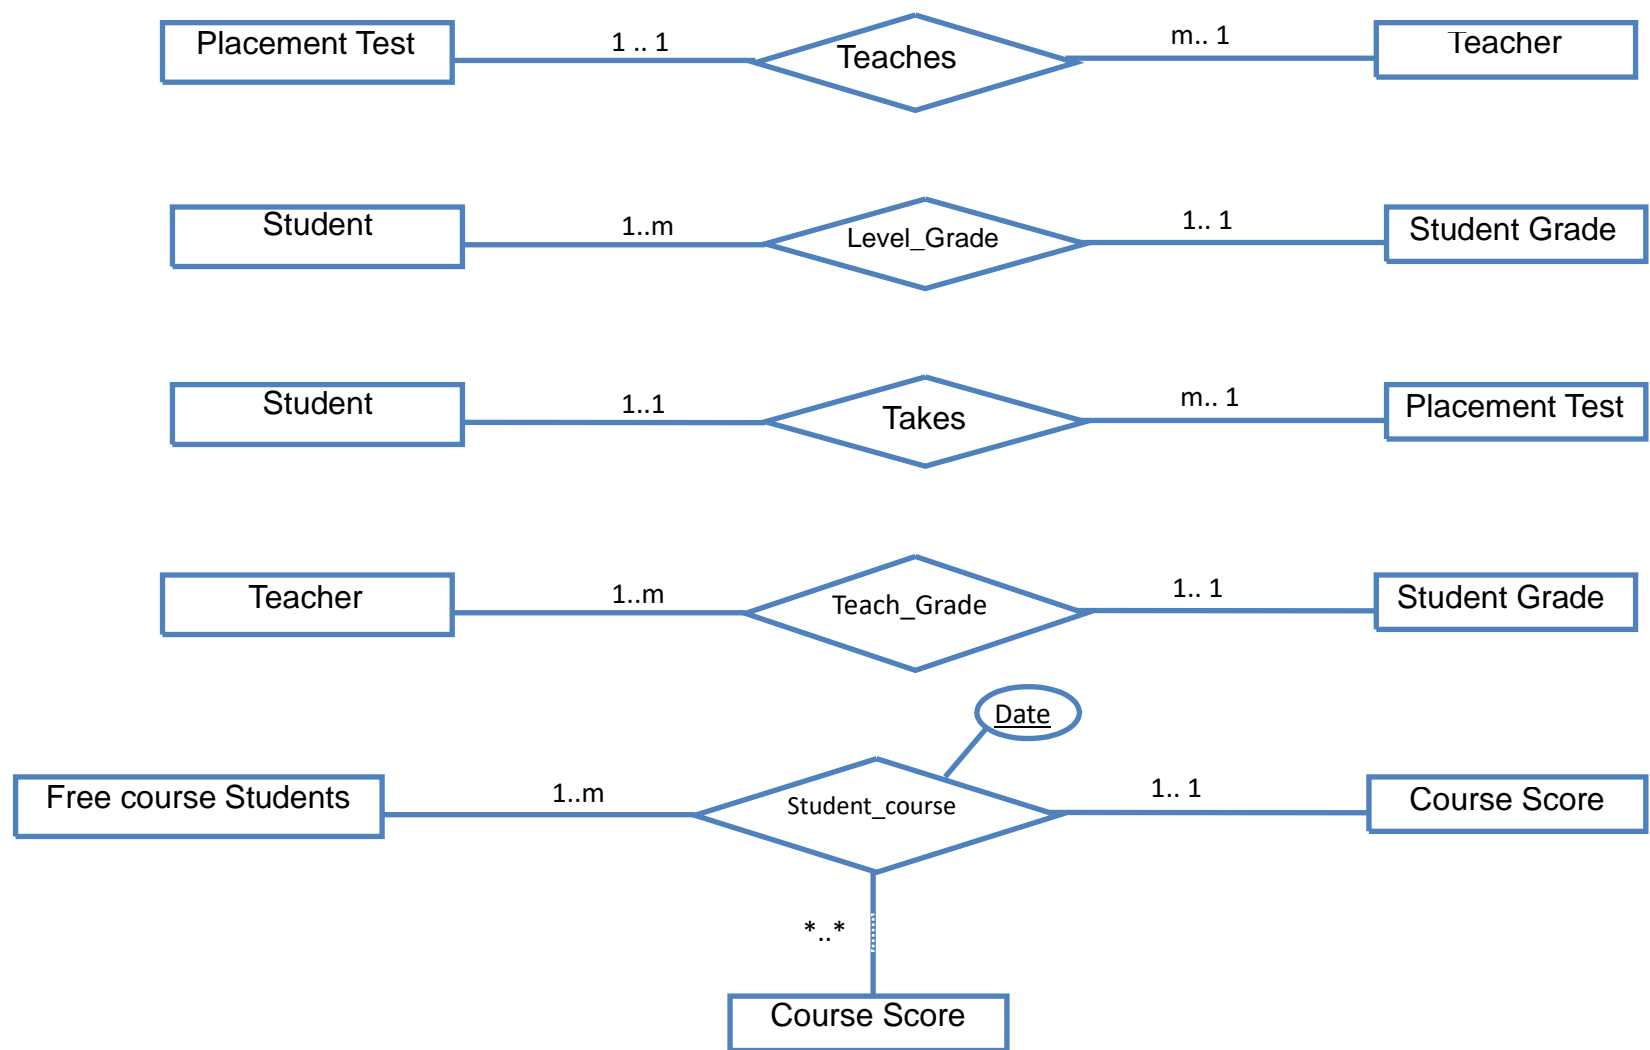 Placement Test
1 .. 1
Teaches
m.. 1
Teacher
Student
1..m
Level_Grade
1.. 1
Student Grade
Student
1..1
Takes
m.. 1
Placement Test
Teacher
1..m
Teach_Grade
1.. 1
Student Grade
Date
Free course Students
1..m
Student_course
1.. 1
Course Score
*..*
Course Score